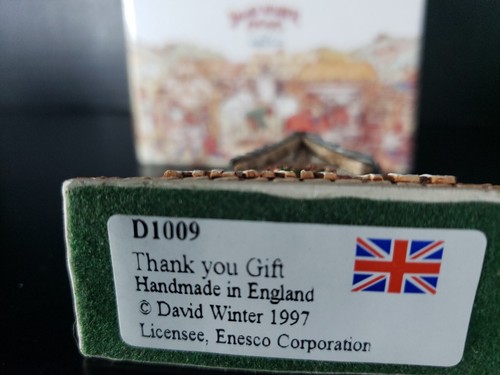 D1009
Thank you Gift
Handmade in England
© David Winter 1997
Licensee, Enesco Corporation